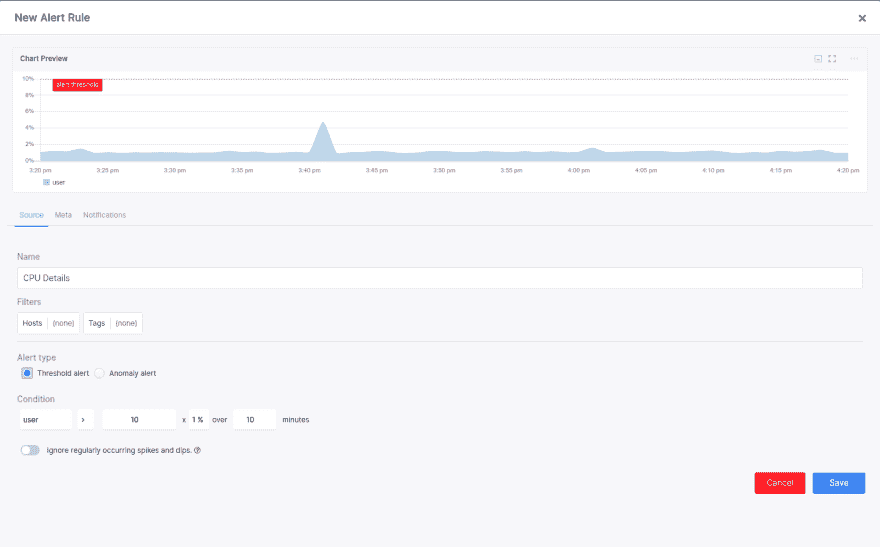 New Alert Rule
Chart Preview
10%
alert threshold
8%
6%
4%
2%
0%
3:20 pm 3:25 pm 3:30 pm 3:35 pm 3:40 pm 3:45 pm 3:50 pm 3:55 pm 4:00 pm 4:05 pm 4:10 pm 4:15 pm 4:20 pm
user
Source Meta Notifications
Name
CPU Details
Filters
Hosts (none) Tags (none)
Alert type
Threshold alert Anomaly alert
Condition
user > 10 x 1 % over 10 minutes
Ignore regularly occurring spikes and dips.
Cancel Save